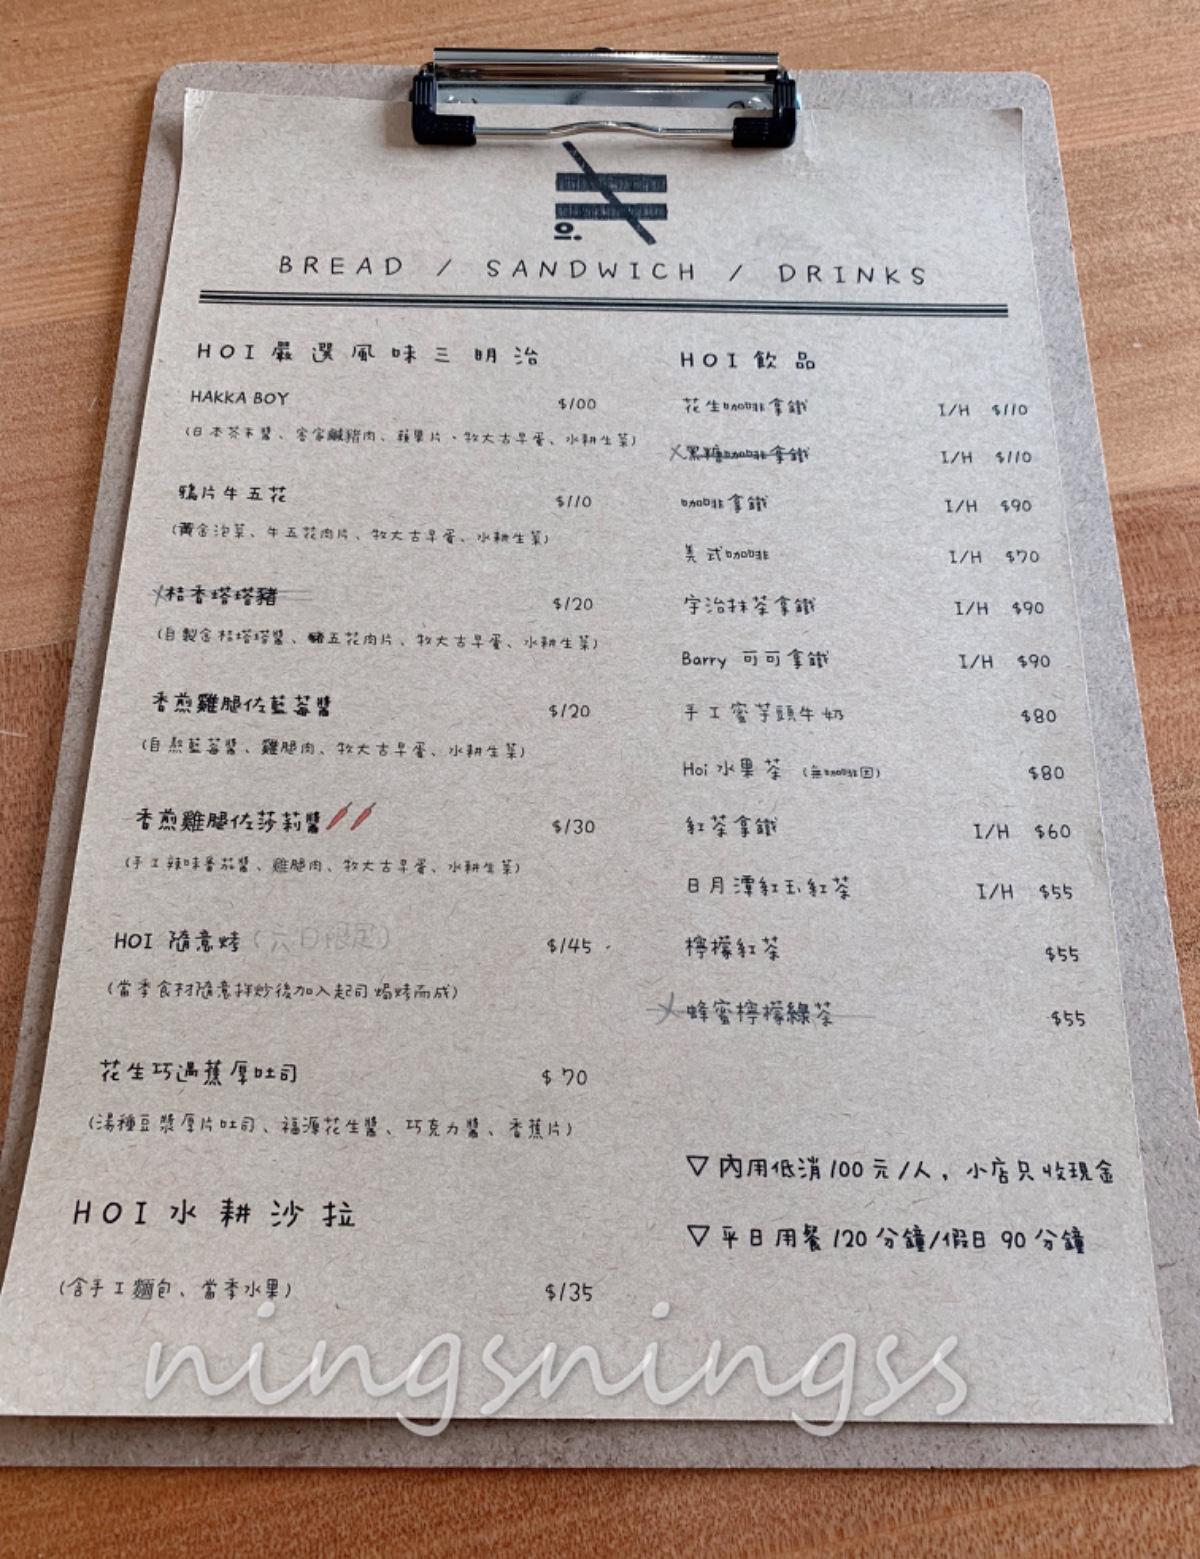 BREAD / SANDWICH / DRINKS
HOI 嚴選風味三明治
HAKKA BOY $100
(日本芥末醬、客家鹹豬肉、蘋果片、牧大古早蛋、水耕生菜)
鴉片牛五花 $110
(黃金泡菜、牛五花肉片、牧大古早蛋、水耕生菜)
桔香塔塔豬 $120
(自製金桔塔塔醬、豬五花肉片、牧大古早蛋、水耕生菜)
香煎雞腿佐藍莓醬 $120
(自熬藍莓醬、雞腿肉、牧大古早蛋、水耕生菜)
香煎雞腿佐莎莉醬 $130
(手工辣味番茄醬、雞腿肉、牧大古早蛋、水耕生菜)
HOI 隨意烤(六日限定) $145
(當季食材隨意拌炒後加入起司焗烤而成)
花生巧遇蕉厚吐司 $70
(湯種豆漿厚片吐司、福源花生醬、巧克力醬、香蕉片)
HOI 水耕沙拉
(含手工麵包、當季水果) $135
HOI 飲品
花生咖啡拿鐵 I/H $110
黑糖咖啡拿鐵 I/H $110
咖啡拿鐵 I/H $90
美式咖啡 I/H $70
宇治抹茶拿鐵 I/H $90
Barry 可可拿鐵 I/H $90
手工蜜芋頭牛奶 $80
Hoi 水果茶 (無咖啡因) $80
紅茶拿鐵 I/H $60
日月潭紅玉紅茶 I/H $55
檸檬紅茶 $55
蜂蜜檸檬綠茶 $55
▽ 內用低消100元/人，小店只收現金
▽ 平日用餐120分鐘/假日90分鐘
ningsningss